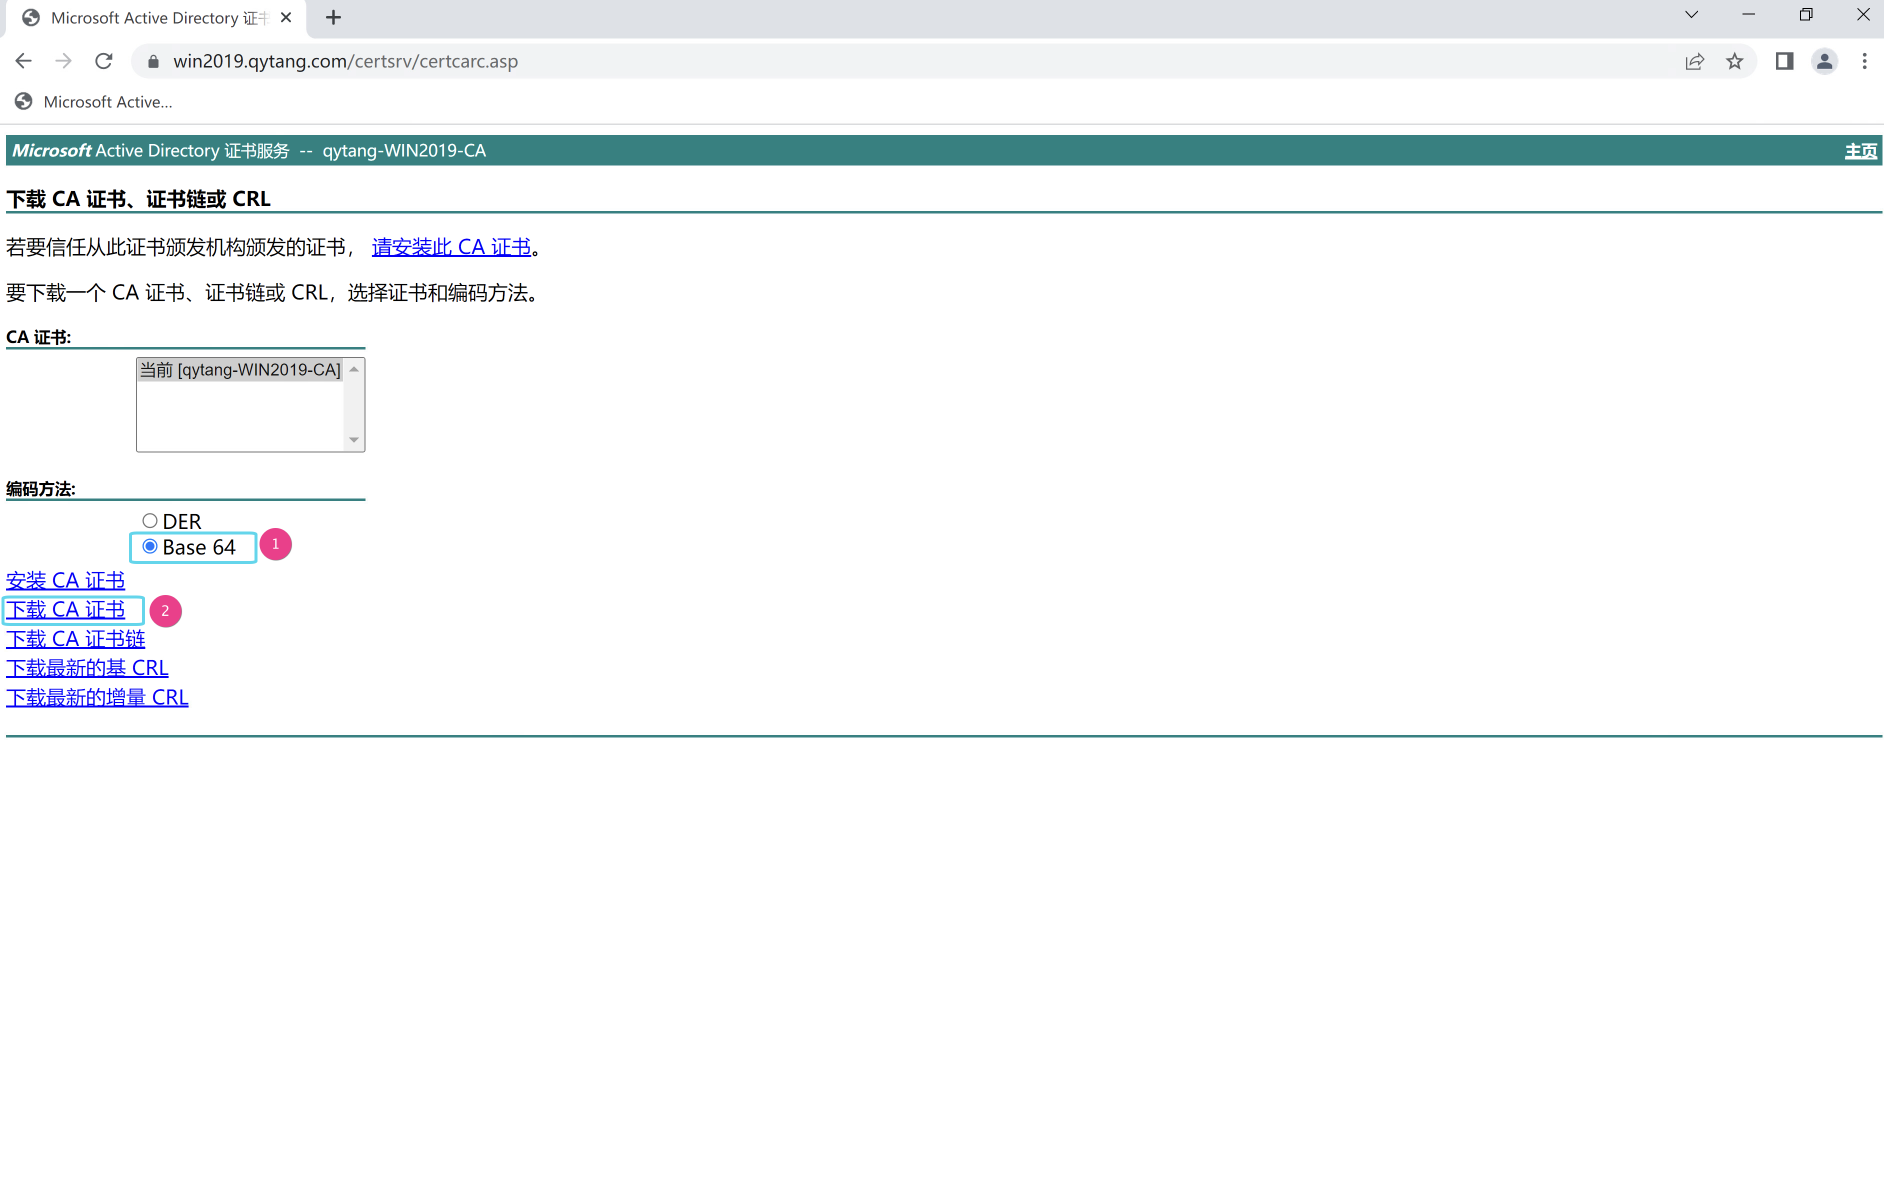 Microsoft Active Directory 证书
win2019.qytang.com/certsrv/certcarc.asp
Microsoft Active...
Microsoft Active Directory 证书服务 -- qytang-WIN2019-CA
主页
下载 CA 证书、证书链或 CRL
若要信任从此证书颁发机构颁发的证书， 请安装此 CA 证书。
要下载一个 CA 证书、证书链或 CRL，选择证书和编码方法。
CA 证书:
当前 [qytang-WIN2019-CA]
编码方法:
DER
Base 64
1
安装 CA 证书
下载 CA 证书
2
下载 CA 证书链
下载最新的基 CRL
下载最新的增量 CRL